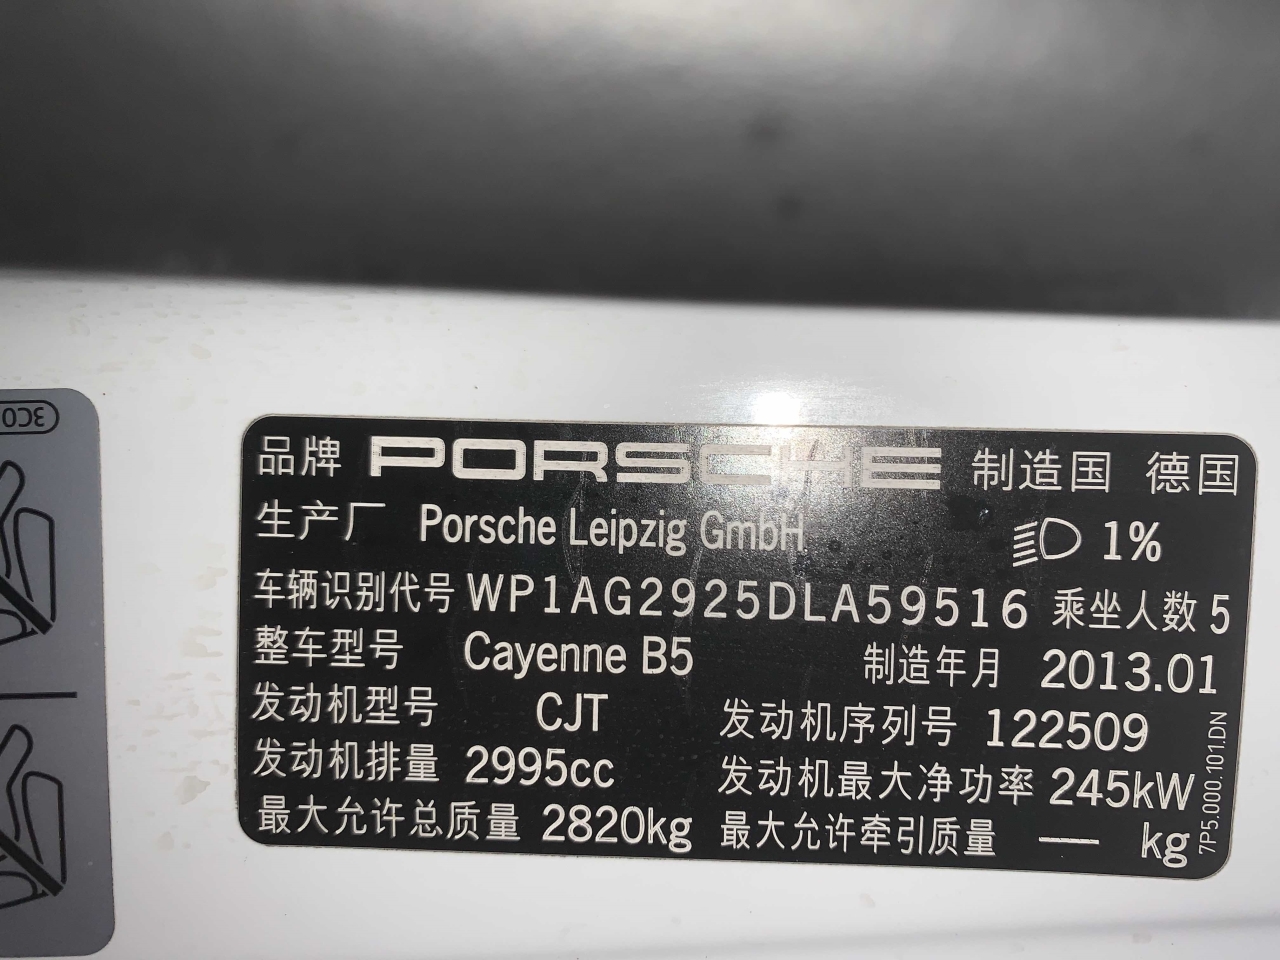 3C0
品牌 PORSCHE 制造国 德国
生产厂 Porsche Leipzig GmbH 1%
车辆识别代号 WP1AG2925DLA59516 乘坐人数 5
整车型号 Cayenne B5 制造年月 2013.01
发动机型号 CJT 发动机序列号 122509
发动机排量 2995cc 发动机最大净功率 245kW
最大允许总质量 2820kg 最大允许牵引质量 — kg
7P5.000.101.DN